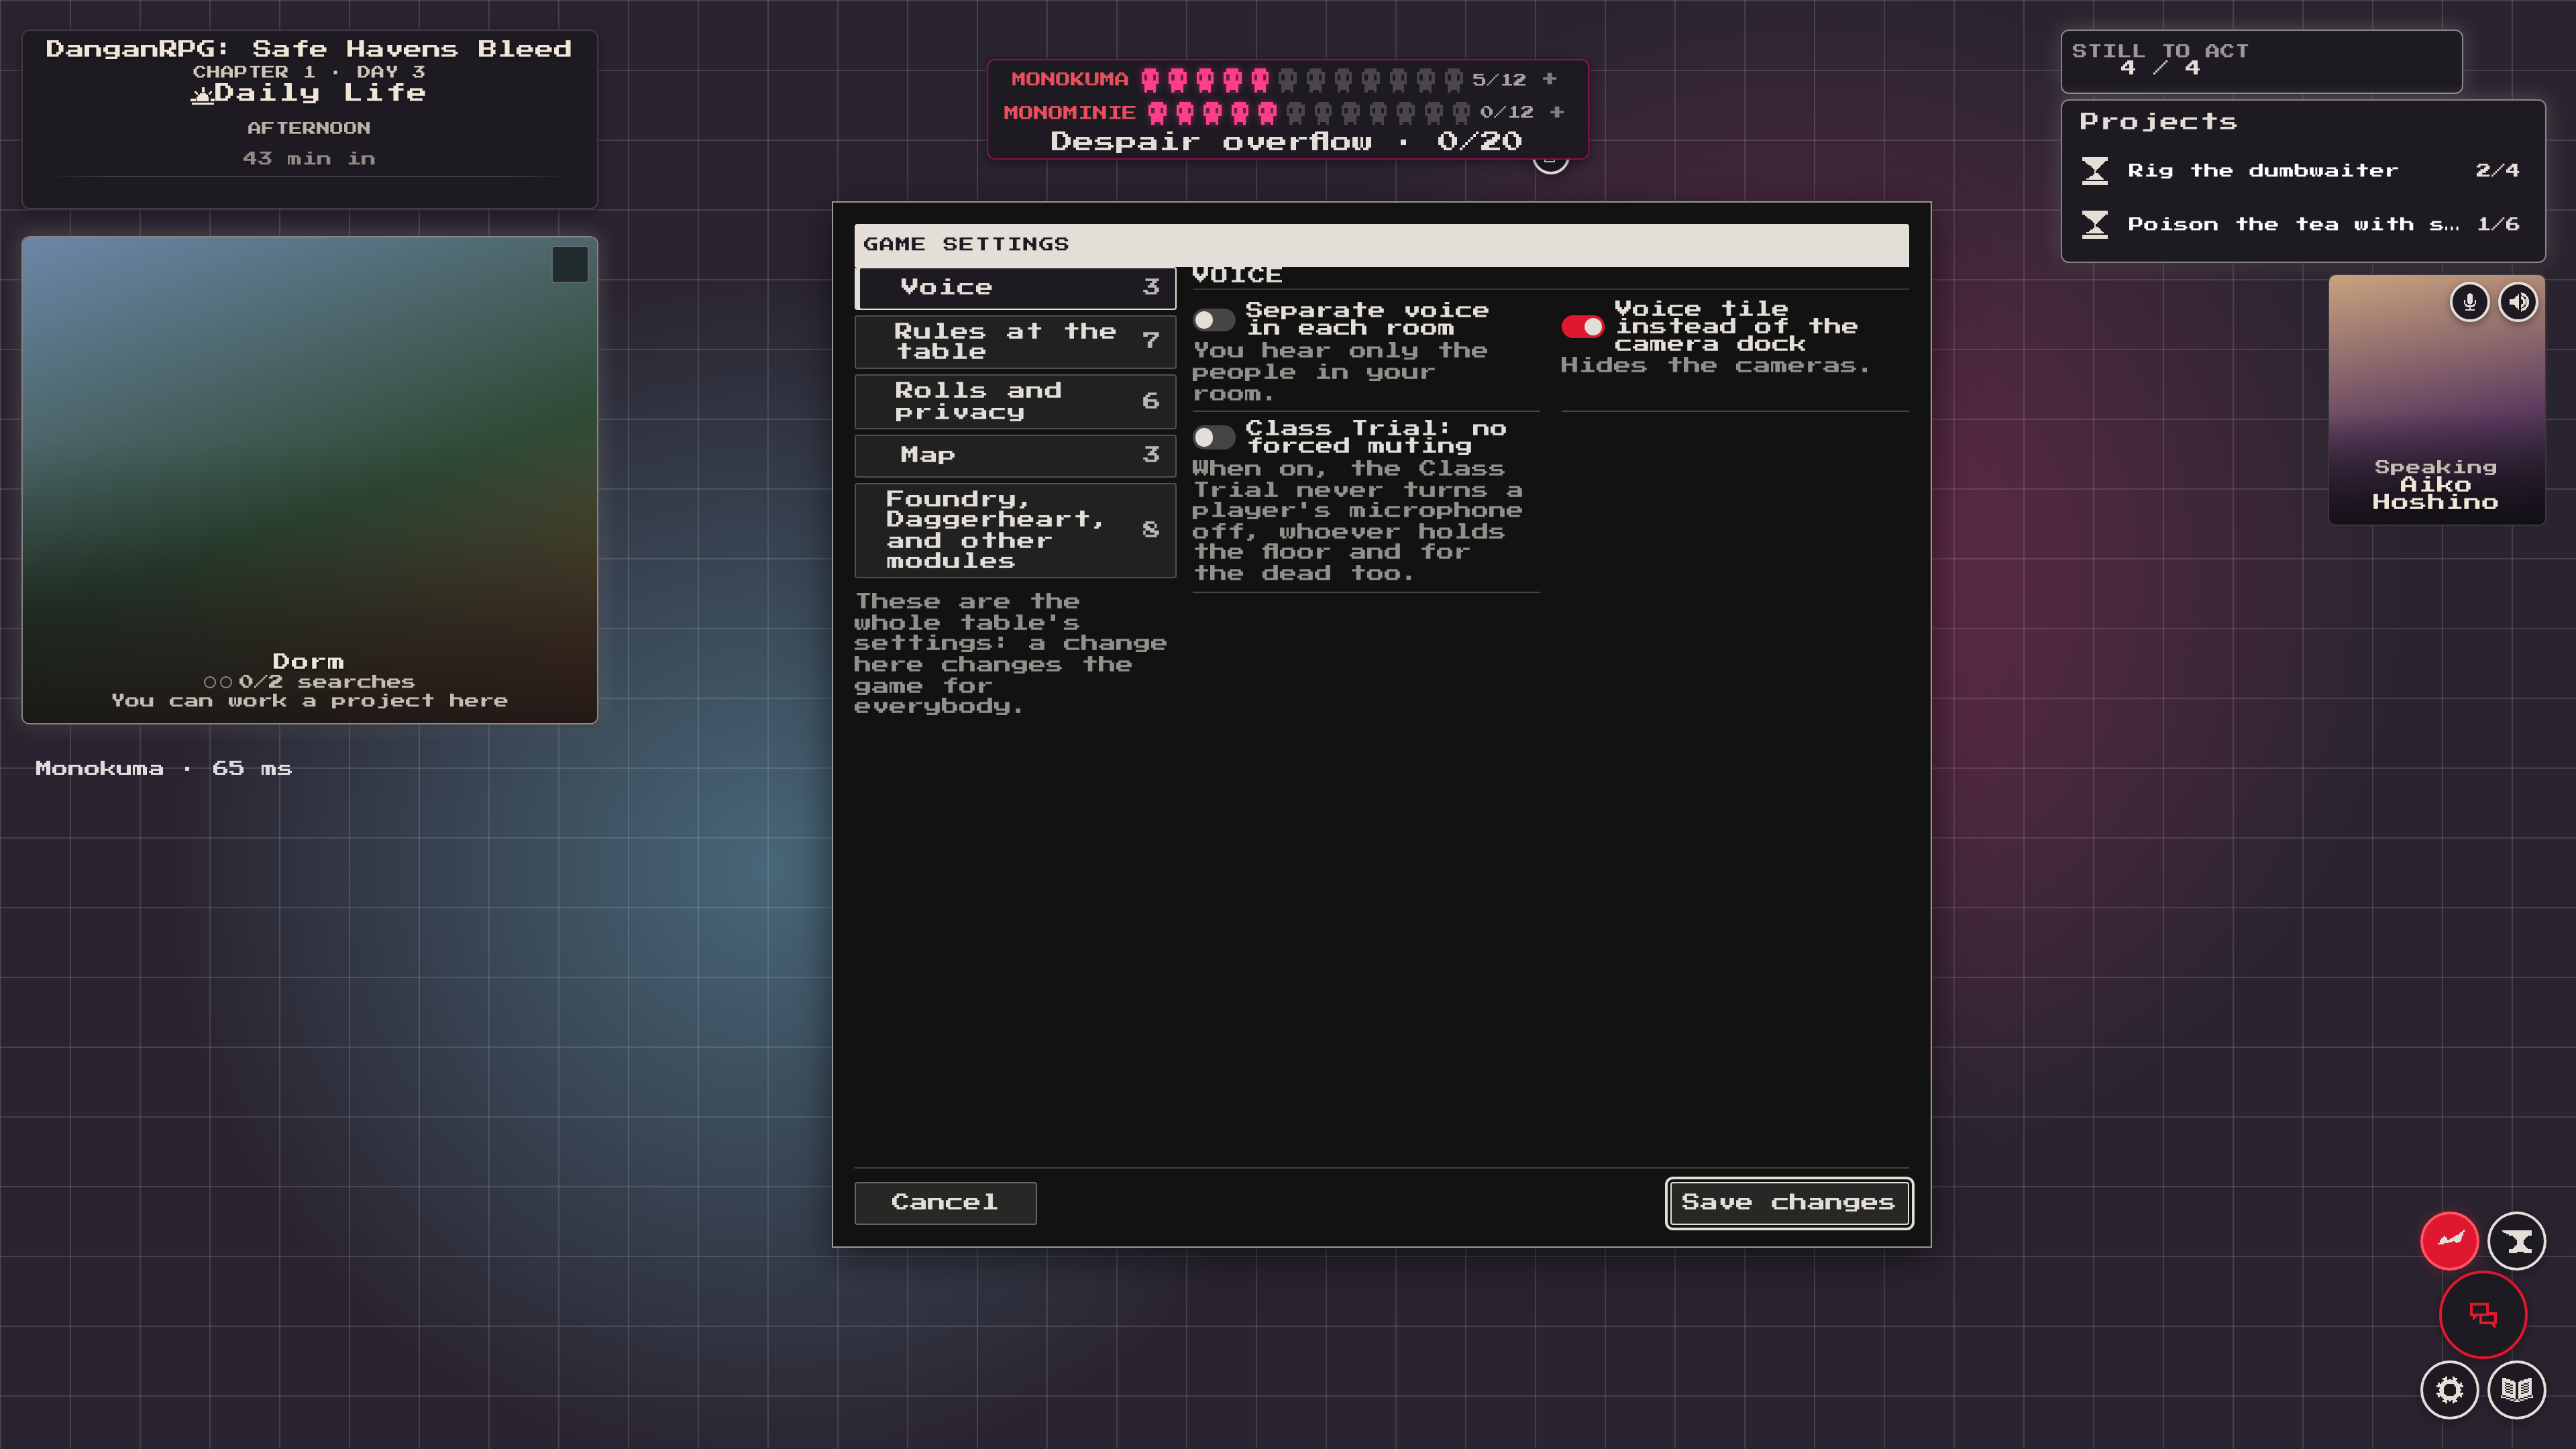 DanganRPG: Safe Havens Bleed
CHAPTER 1 · DAY 3
Daily Life
AFTERNOON
43 min in
MONOKUMA 5/12 +
MONOMINIE 0/12 +
Despair overflow · 0/20
STILL TO ACT
4 / 4
Projects
Rig the dumbwaiter 2/4
Poison the tea with s… 1/6
GAME SETTINGS
Voice 3
Rules at the
table 7
Rolls and
privacy 6
Map 3
Foundry,
Daggerheart,
and other
modules 8
These are the
whole table's
settings: a change
here changes the
game for
everybody.
VOICE
Separate voice
in each room
You hear only the
people in your
room.
Voice tile
instead of the
camera dock
Hides the cameras.
Class Trial: no
forced muting
When on, the Class
Trial never turns a
player's microphone
off, whoever holds
the floor and for
the dead too.
Cancel
Save changes
Dorm
0/2 searches
You can work a project here
Monokuma · 65 ms
Speaking
Aiko
Hoshino